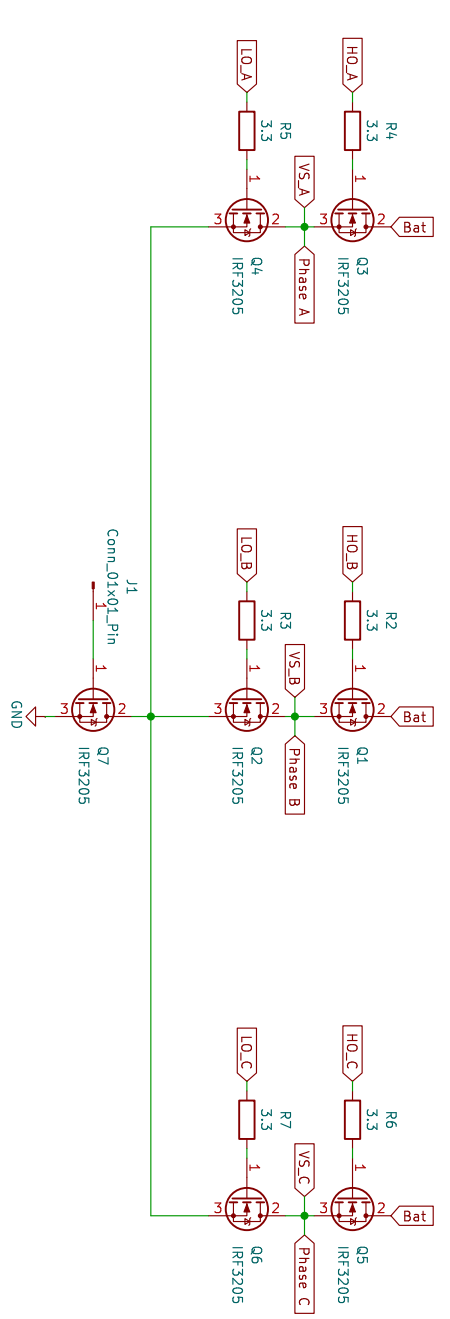 HO_A
R4
3.3
1
3
2
Bat
Q3
IRF3205
LO_A
R5
3.3
1
VS_A
3
2
Phase A
Q4
IRF3205
HO_B
R2
3.3
1
3
2
Bat
Q1
IRF3205
LO_B
R3
3.3
1
VS_B
3
2
Phase B
Q2
IRF3205
J1
Conn_01x01_Pin
1
1
3
2
GND
Q7
IRF3205
HO_C
R6
3.3
1
3
2
Bat
Q5
IRF3205
LO_C
R7
3.3
1
VS_C
3
2
Phase C
Q6
IRF3205